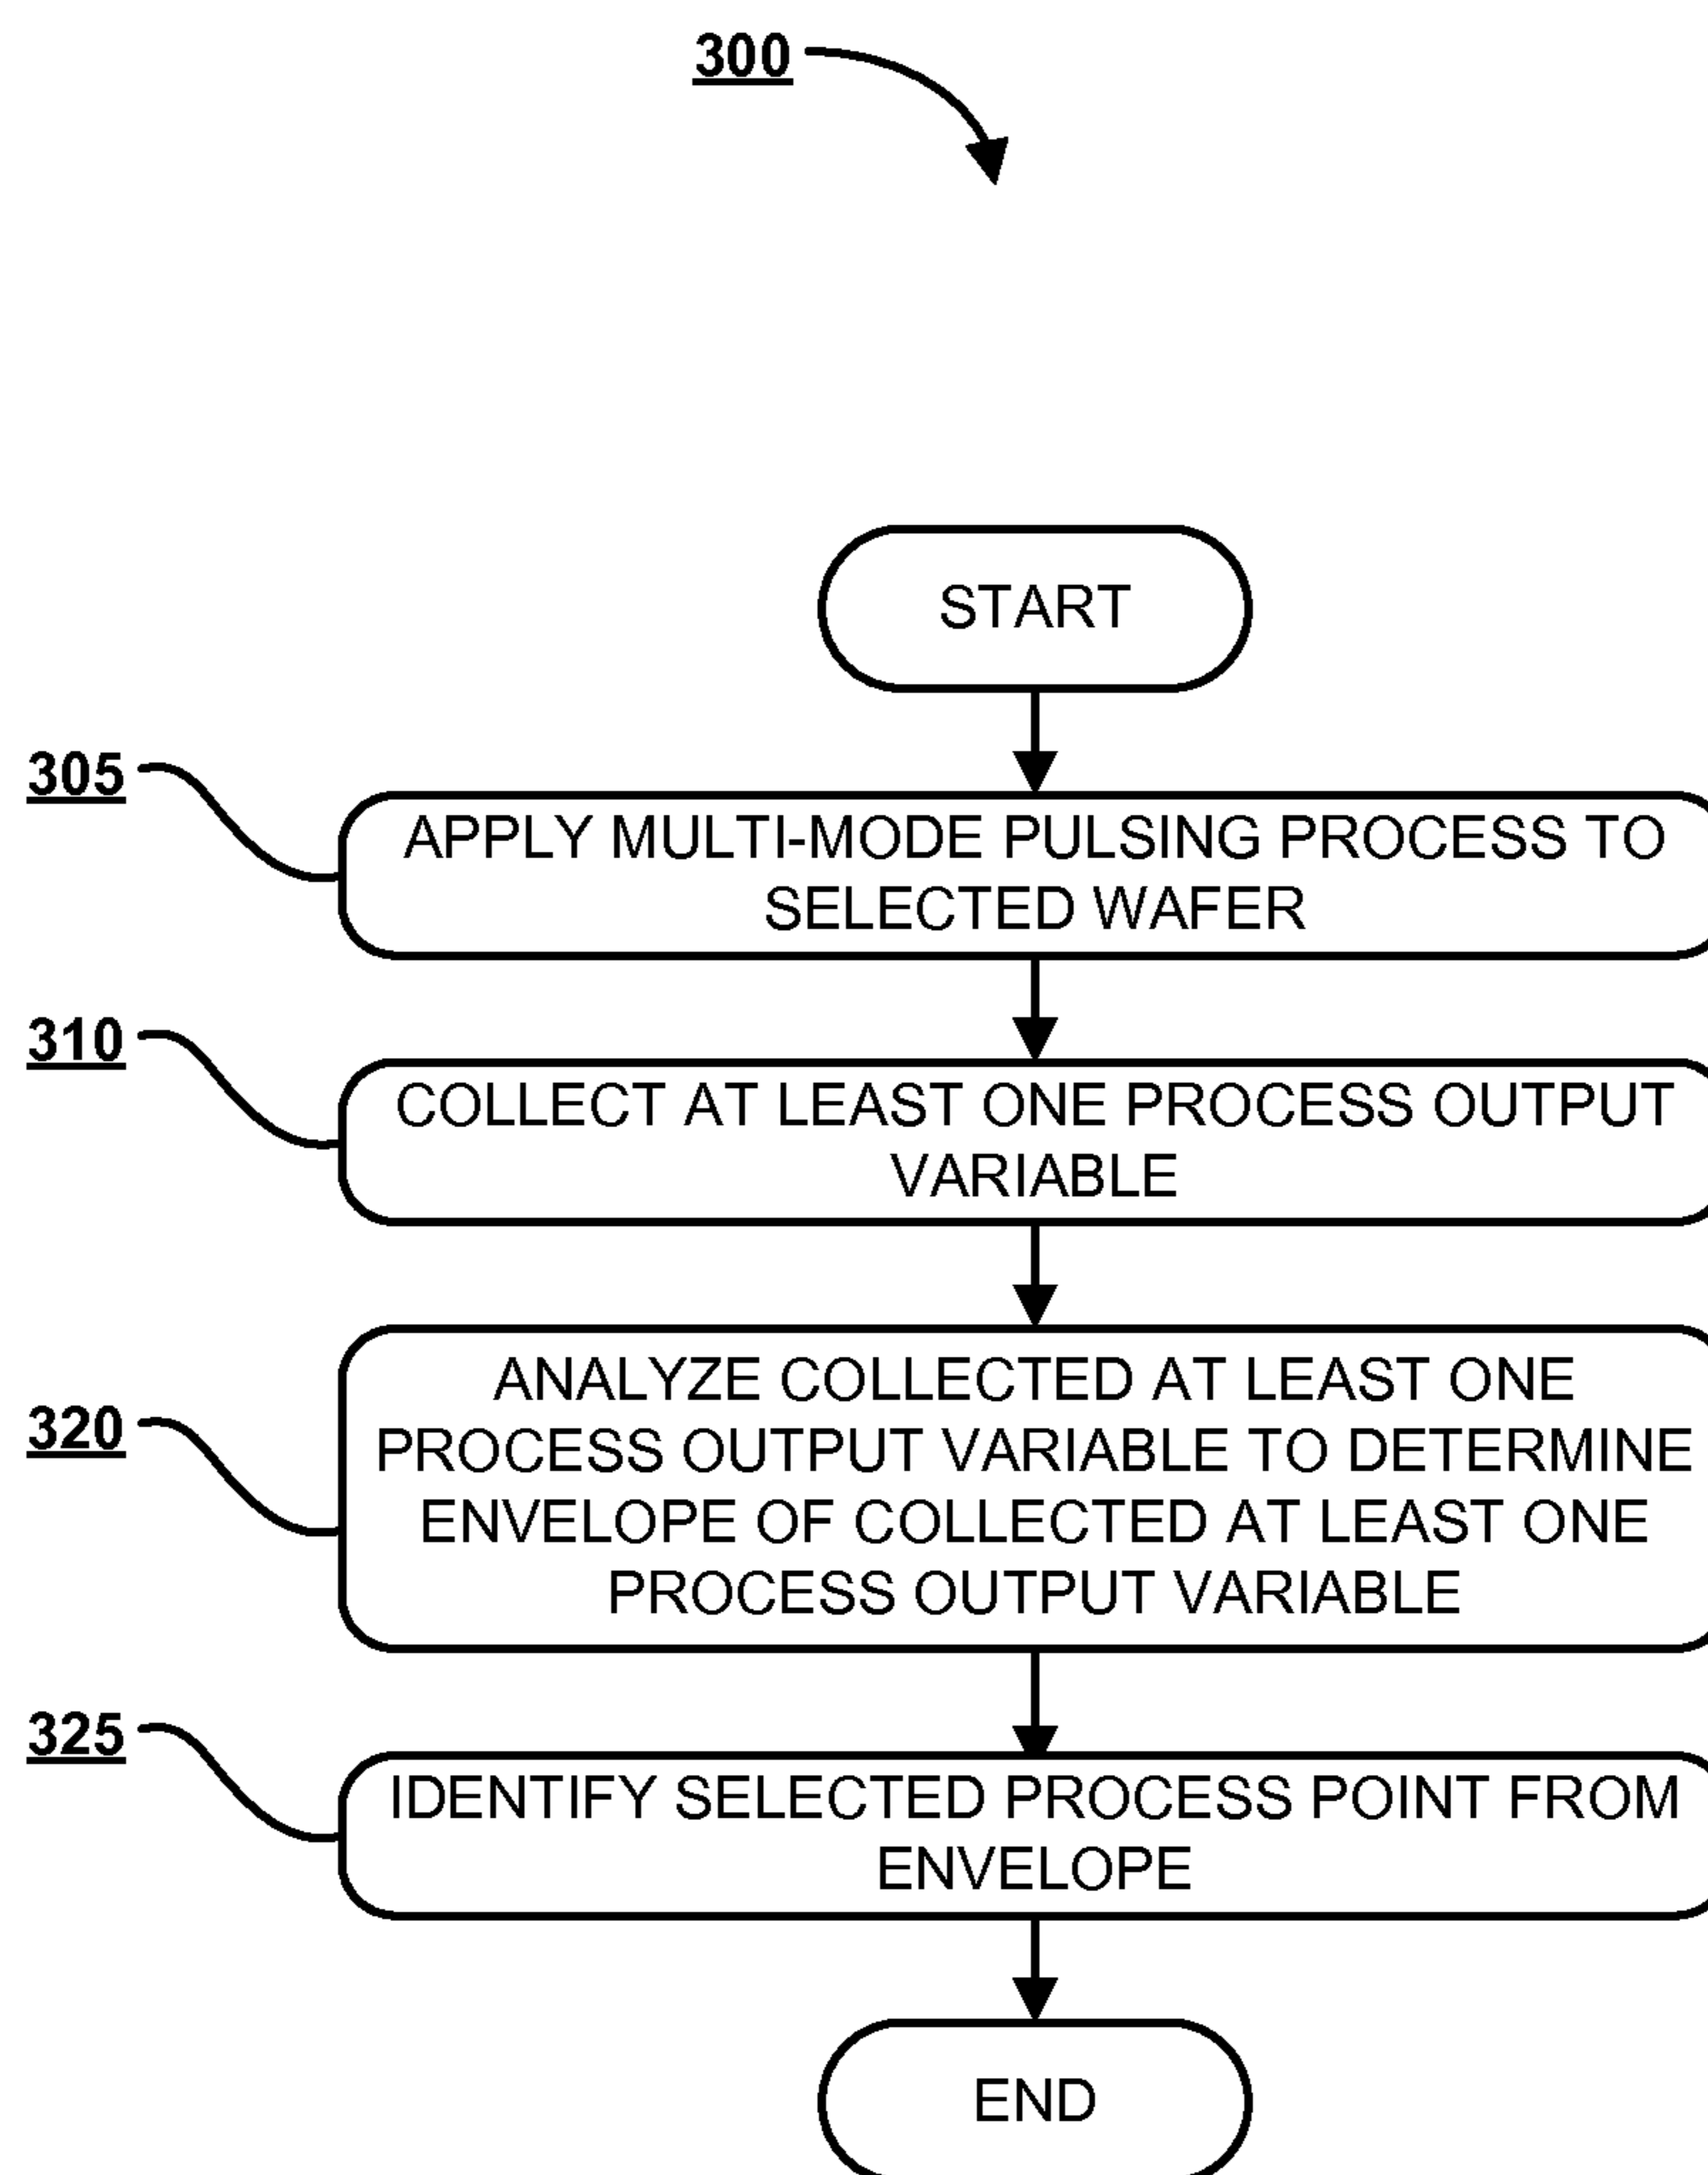 300
START
305
APPLY MULTI-MODE PULSING PROCESS TO
SELECTED WAFER
310
COLLECT AT LEAST ONE PROCESS OUTPUT
VARIABLE
320
ANALYZE COLLECTED AT LEAST ONE
PROCESS OUTPUT VARIABLE TO DETERMINE
ENVELOPE OF COLLECTED AT LEAST ONE
PROCESS OUTPUT VARIABLE
325
IDENTIFY SELECTED PROCESS POINT FROM
ENVELOPE
END